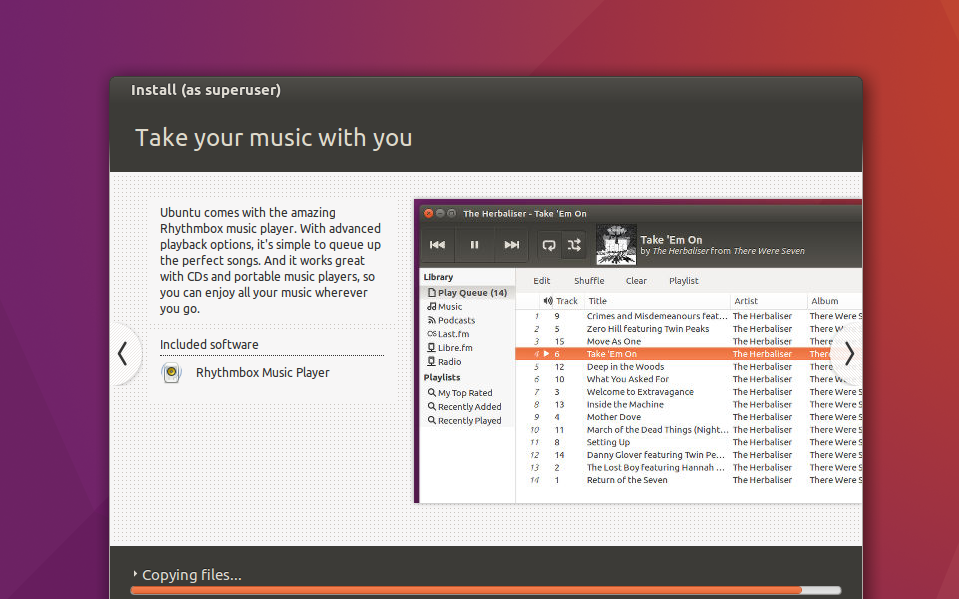 Install (as superuser)
Take your music with you
Ubuntu comes with the amazing
Rhythmbox music player. With advanced
playback options, it's simple to queue up
the perfect songs. And it works great
with CDs and portable music players, so
you can enjoy all your music wherever
you go.
Included software
Rhythmbox Music Player
The Herbaliser - Take 'Em On
Take 'Em On
by The Herbaliser from There Were Seven
Library
Play Queue (14)
Music
Podcasts
Last.fm
Libre.fm
Radio
Playlists
My Top Rated
Recently Added
Recently Played
Edit Shuffle Clear Playlist
Track Title Artist Album
1 9 Crimes and Misdemeanours feat... The Herbaliser There Were S
2 5 Zero Hill featuring Twin Peaks The Herbaliser There Were S
3 15 Move As One The Herbaliser There
4 6 Take 'Em On The Herbaliser There
5 12 Deep in the Woods The Herbaliser There
6 10 What You Asked For The Herbaliser There W
7 3 Welcome to Extravagance The Herbaliser There Were S
8 13 Inside the Machine The Herbaliser There Were S
9 4 Mother Dove The Herbaliser There Were S
10 11 March of the Dead Things (Night... The Herbaliser There Were S
11 8 Setting Up The Herbaliser There Were S
12 14 Danny Glover featuring Twin Pe... The Herbaliser There Were S
13 2 The Lost Boy featuring Hannah ... The Herbaliser There Were S
14 1 Return of the Seven The Herbaliser There Were S
Copying files...